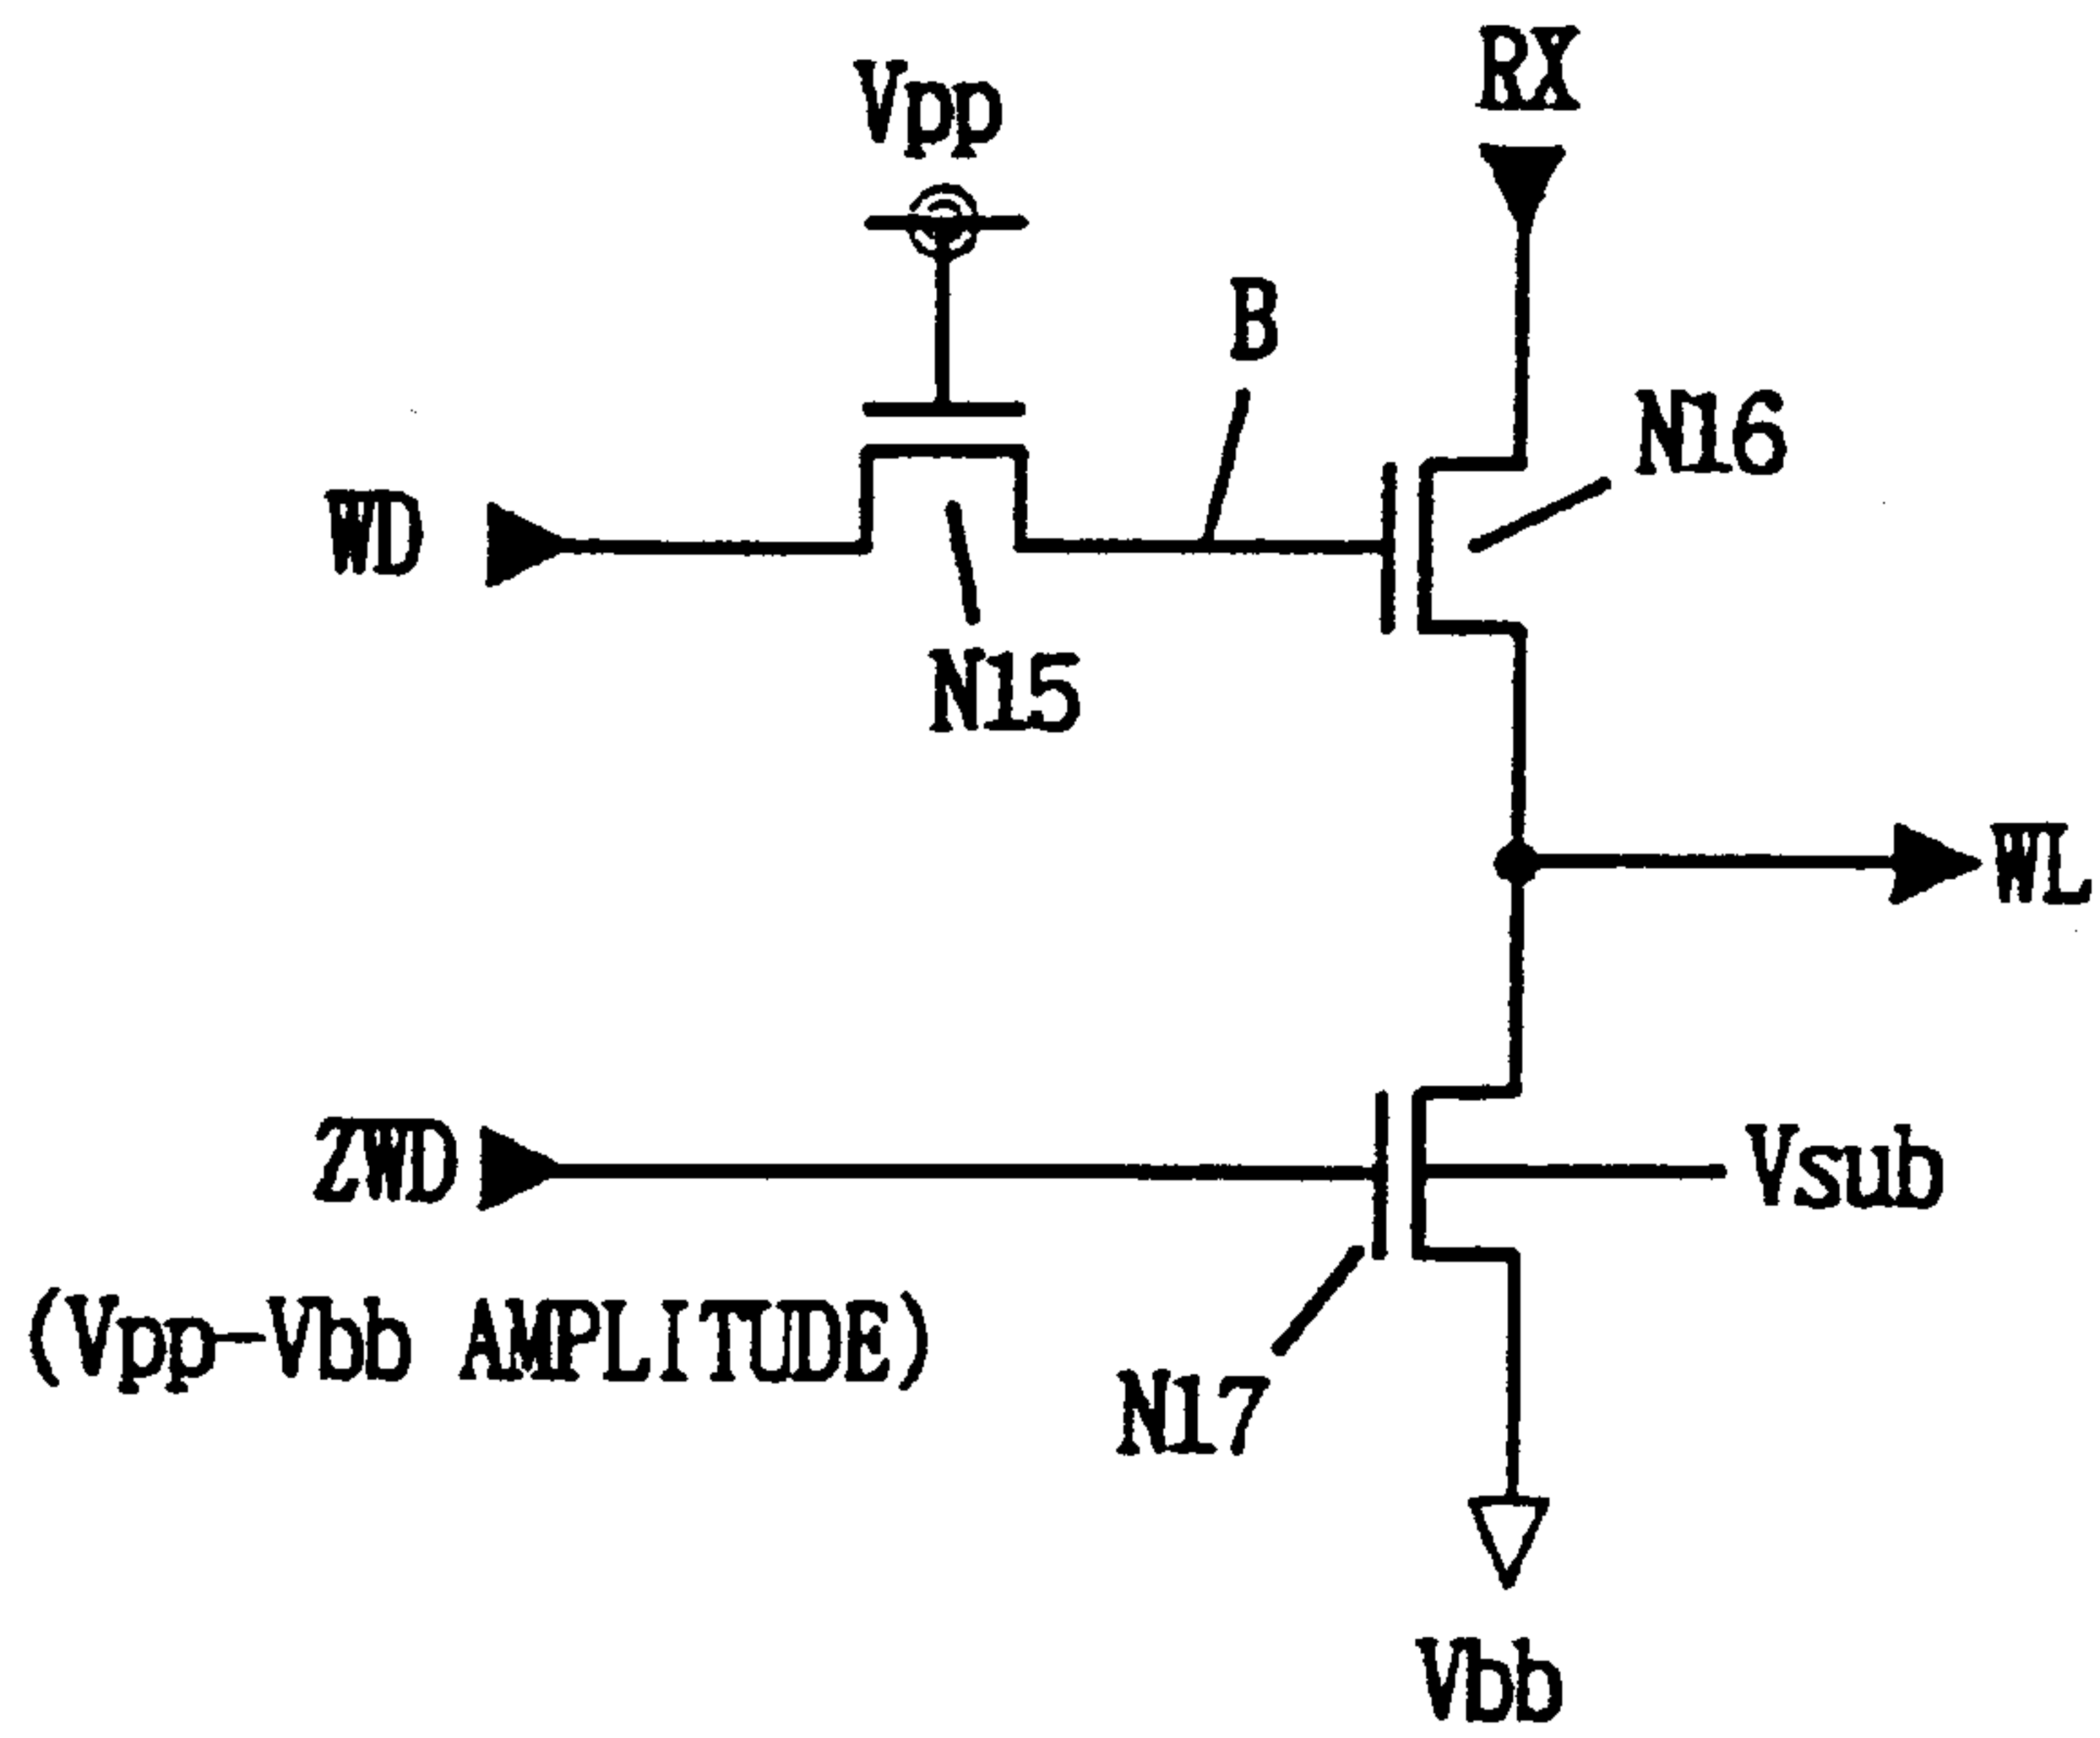 RX
Vpp
B
N16
WD
N15
WL
ZWD
Vsub
(Vpp-Vbb AMPLITUDE)
N17
Vbb